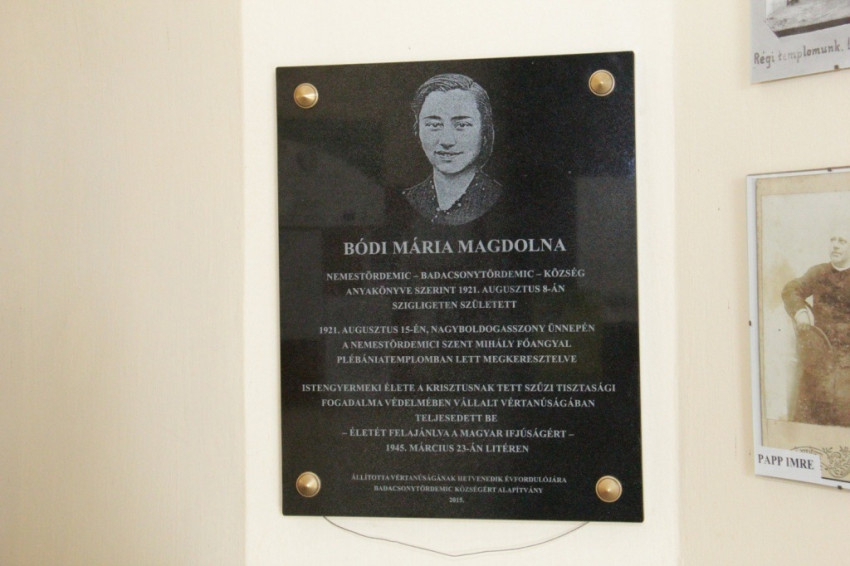 BÓDI MÁRIA MAGDOLNA
NEMESTÖRDEMIC – BADACSONYTÖRDEMIC – KÖZSÉG
ANYAKÖNYVE SZERINT 1921. AUGUSZTUS 8-ÁN
SZIGLIGETEN SZÜLETETT
1921. AUGUSZTUS 15-ÉN, NAGYBOLDOGASSZONY ÜNNEPÉN
A NEMESTÖRDEMICI SZENT MIHÁLY FŐANGYAL
PLÉBÁNIATEMPLOMBAN LETT MEGKERESZTELVE
ISTENGYERMEKI ÉLETE A KRISZTUSNAK TETT SZŰZI TISZTASÁGI
FOGADALMA VÉDELMÉBEN VÁLLALT VÉRTANÚSÁGÁBAN
TELJESEDETT BE
– ÉLETÉT FELAJÁNLVA A MAGYAR IFJÚSÁGÉRT –
1945. MÁRCIUS 23-ÁN LITÉREN
ÁLLÍTOTTA VÉRTANÚSÁGÁNAK HETVENEDIK ÉVFORDULÓJÁRA
BADACSONYTÖRDEMIC KÖZSÉGÉRT ALAPÍTVÁNY
2015.
Régi templomunk.
PAPP IMRE